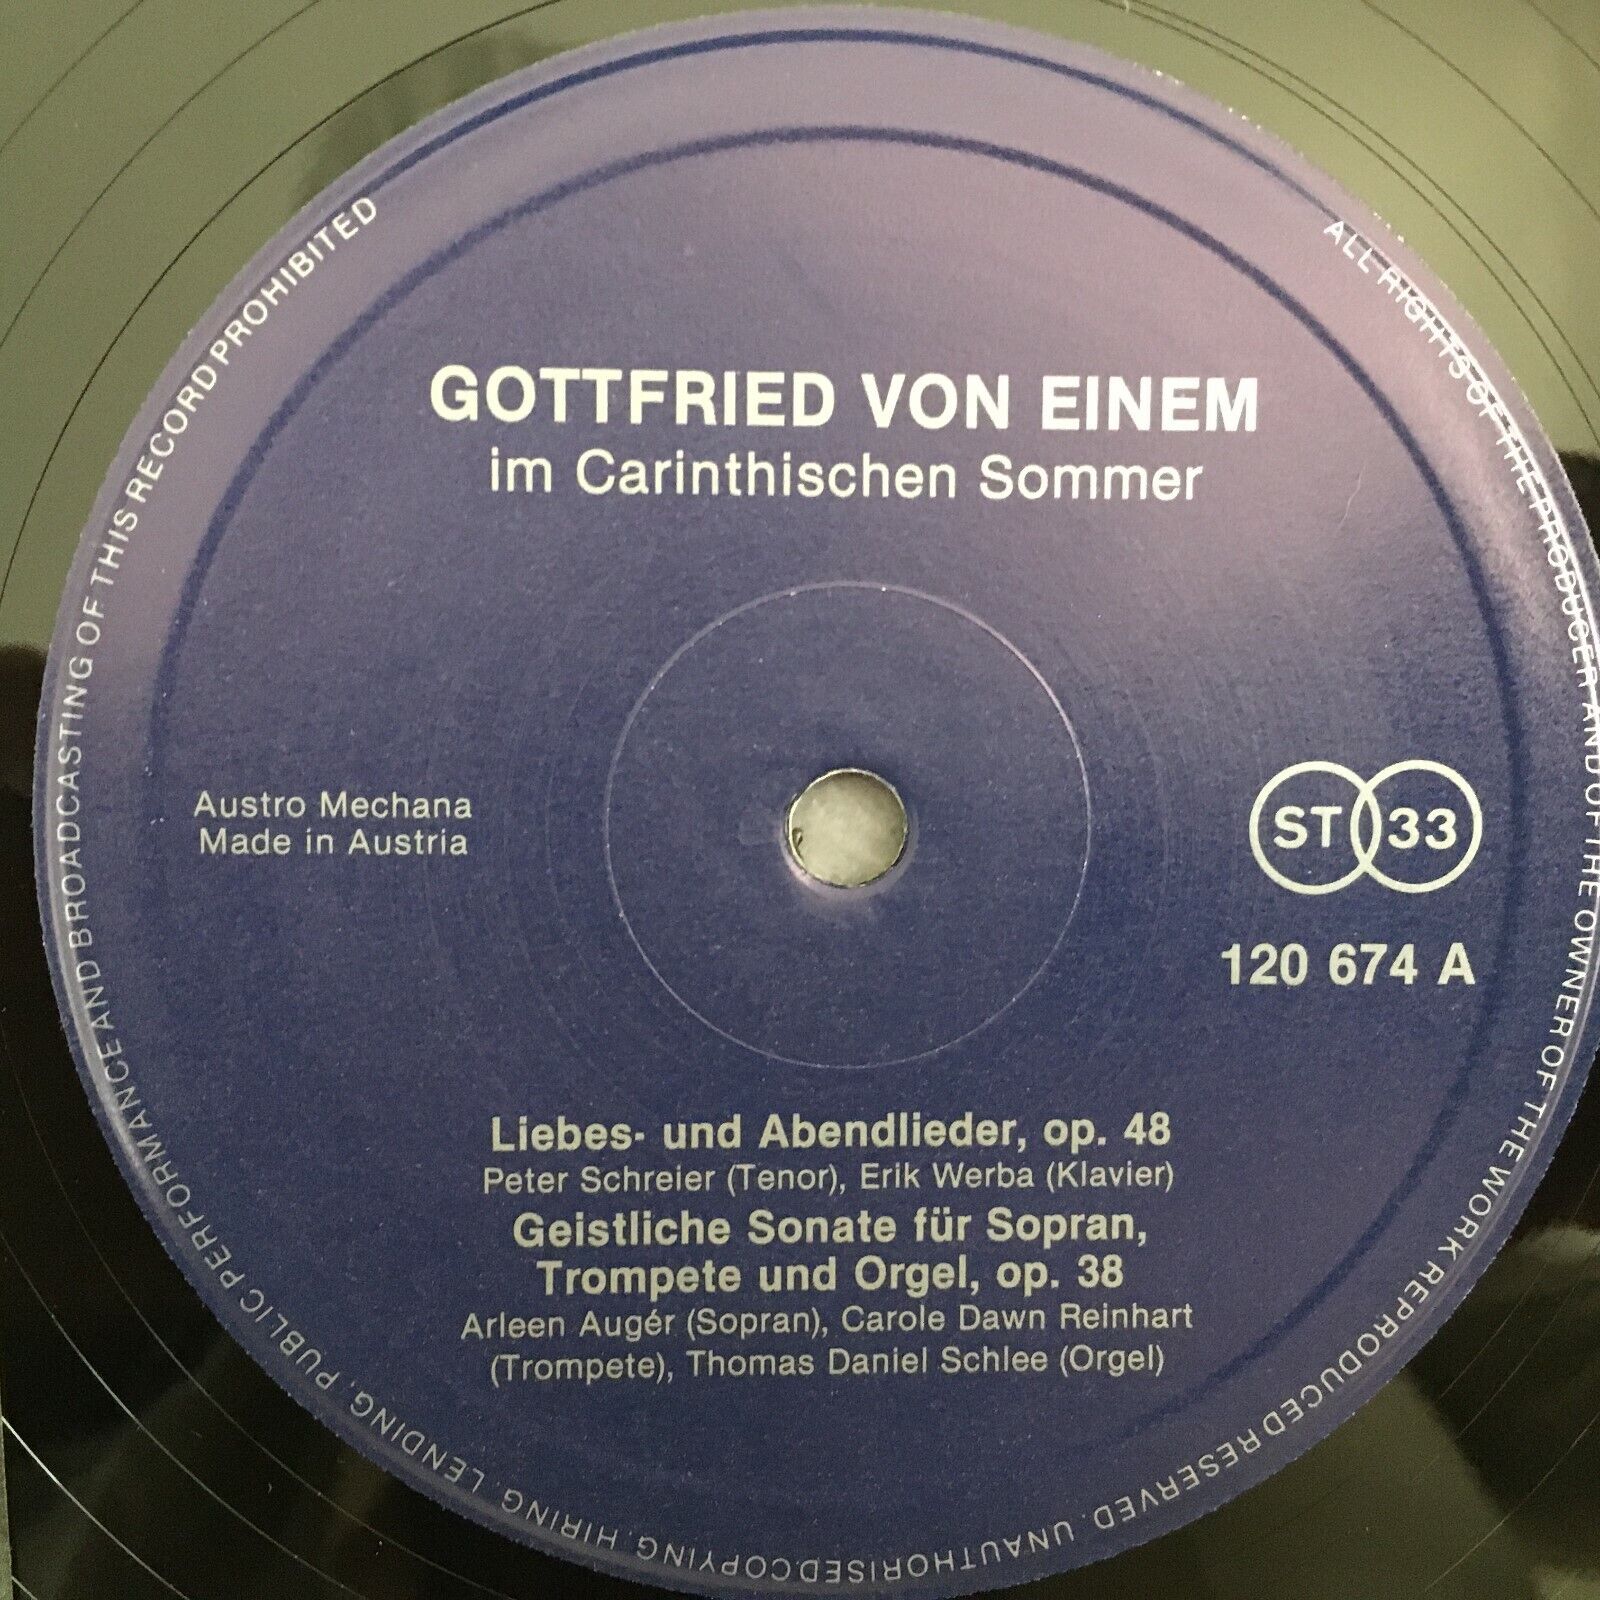 GOTTFRIED VON EINEM
im Carinthischen Sommer
Austro Mechana
Made in Austria
ST 33
120 674 A
Liebes- und Abendlieder, op. 48
Peter Schreier (Tenor), Erik Werba (Klavier)
Geistliche Sonate für Sopran,
Trompete und Orgel, op. 38
Arleen Augér (Sopran), Carole Dawn Reinhart
(Trompete), Thomas Daniel Schlee (Orgel)
ALL RIGHTS OF THE PRODUCER AND OF THE OWNER OF THE WORK REPRODUCED RESERVED. UNAUTHORISED COPYING. HIRING. LENDING. PUBLIC PERFORMANCE AND BROADCASTING OF THIS RECORD PROHIBITED